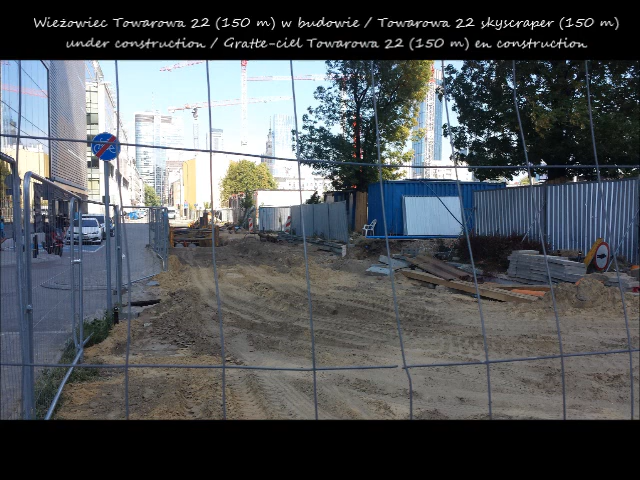 Wieżowiec Towarowa 22 (150 m) w budowie / Towarowa 22 skyscraper (150 m)
under construction / Gratte-ciel Towarowa 22 (150 m) en construction